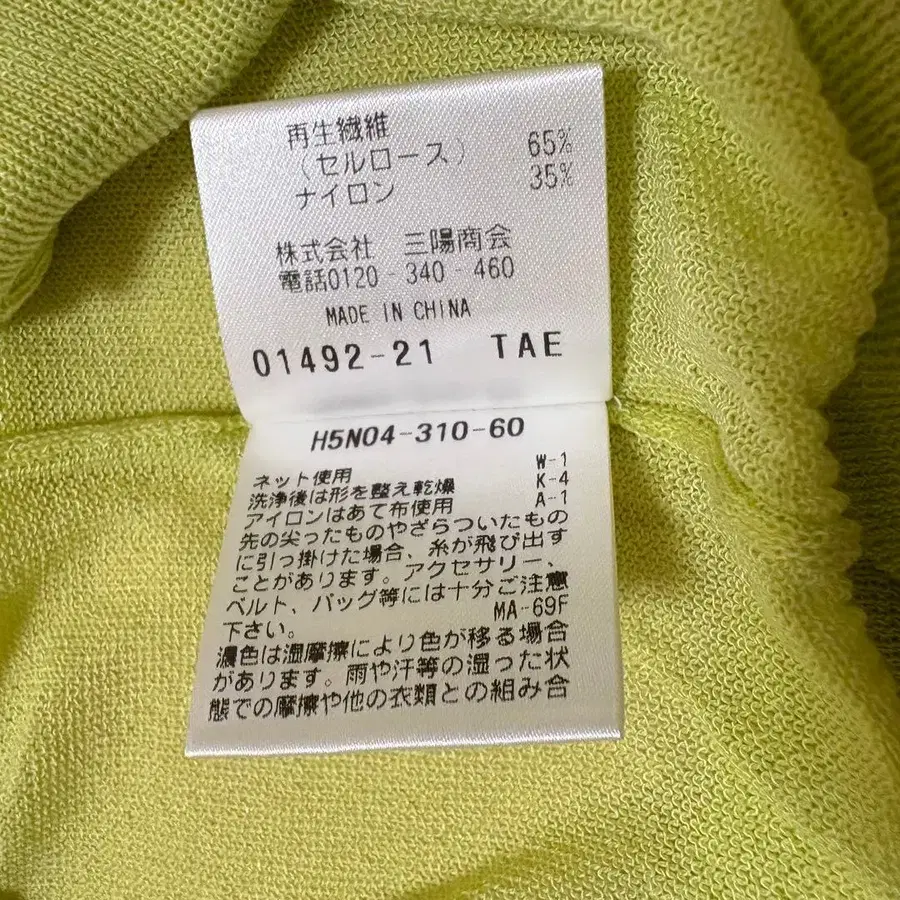 再生繊維
(セルロース) 65%
ナイロン 35%
株式会社 三陽商会
電話0120-340-460
MADE IN CHINA
01492-21 TAE
H5N04-310-60
ネット使用 W-1
洗浄後は形を整え乾燥 K-4
アイロンはあて布使用 A-1
先の尖ったものやざらついたもの
に引っ掛けた場合、糸が飛び出す
ことがあります。アクセサリー、
ベルト、バッグ等には十分ご注意
下さい。 MA-69F
濃色は湿摩擦により色が移る場合
があります。雨や汗等の湿った状
態での摩擦や他の衣類との組み合